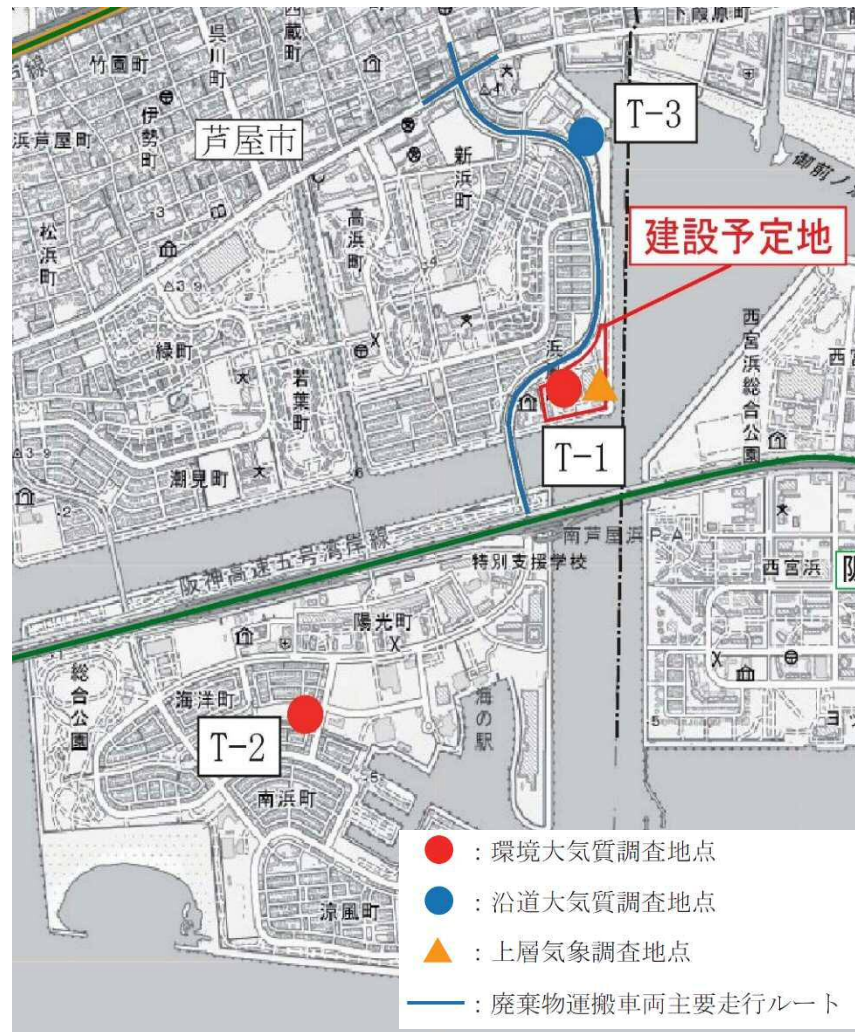 下葭原町
西蔵町
呉川町
竹園町
伊勢町
浜芦屋町
芦屋市
T-3
御前ノ
新浜町
高浜町
松浜町
建設予定地
緑町
若葉町
西宮浜総合公園
潮見町
T-1
阪神高速五号湾岸線
南芦屋浜PA
特別支援学校
西宮浜
陽光町
総合公園
海洋町
海の駅
T-2
南浜町
涼風町
:環境大気質調査地点
:沿道大気質調査地点
:上層気象調査地点
:廃棄物運搬車両主要走行ルート